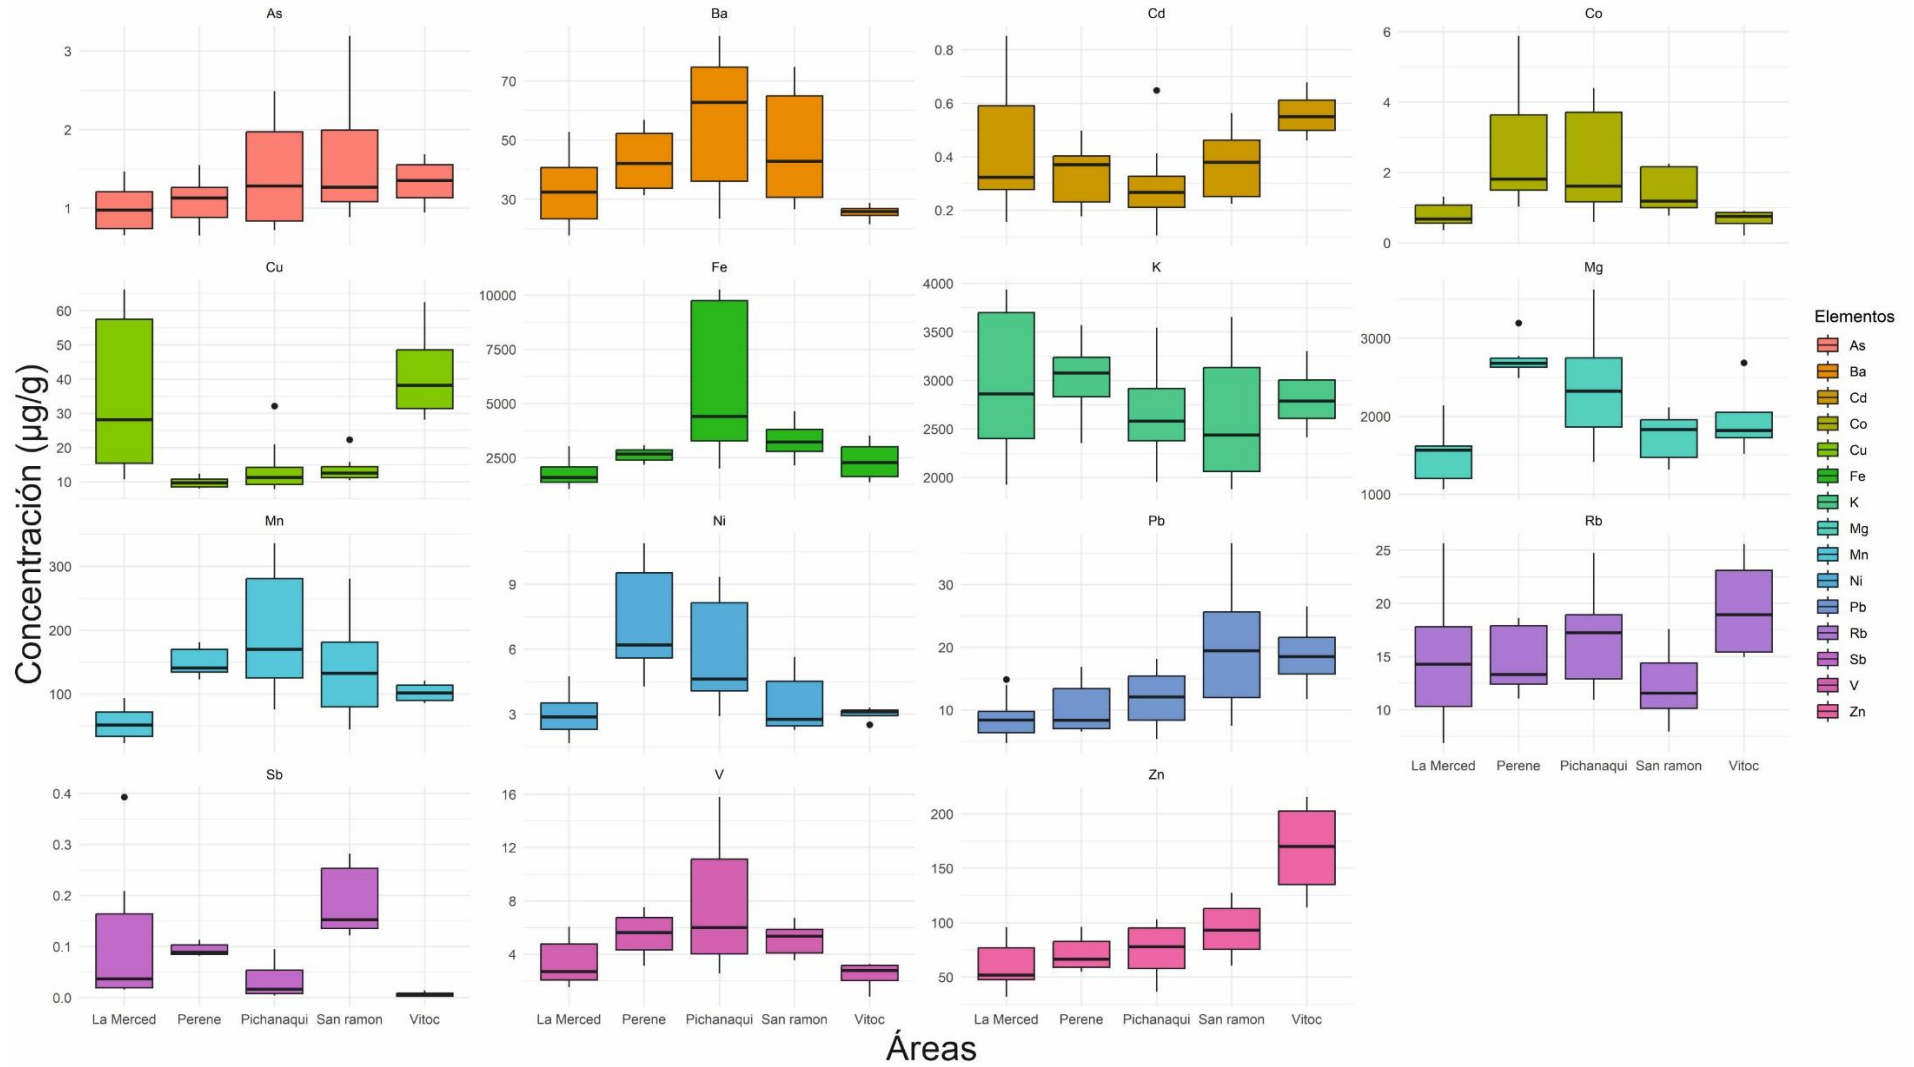 As
Ba
Cd
Co
3
2
1
70
50
30
0.8
0.6
0.4
0.2
6
4
2
0
Cu
Fe
K
Mg
60
50
40
30
20
10
10000
7500
5000
2500
4000
3500
3000
2500
2000
3000
2000
1000
Mn
Ni
Pb
Rb
300
200
100
9
6
3
30
20
10
25
20
15
10
La Merced Perene Pichanaqui San ramon Vitoc
Sb
V
Zn
0.4
0.3
0.2
0.1
0.0
16
12
8
4
200
150
100
50
La Merced Perene Pichanaqui San ramon Vitoc
La Merced Perene Pichanaqui San ramon Vitoc
La Merced Perene Pichanaqui San ramon Vitoc
Concentración (µg/g)
Áreas
Elementos
As
Ba
Cd
Co
Cu
Fe
K
Mg
Mn
Ni
Pb
Rb
Sb
V
Zn